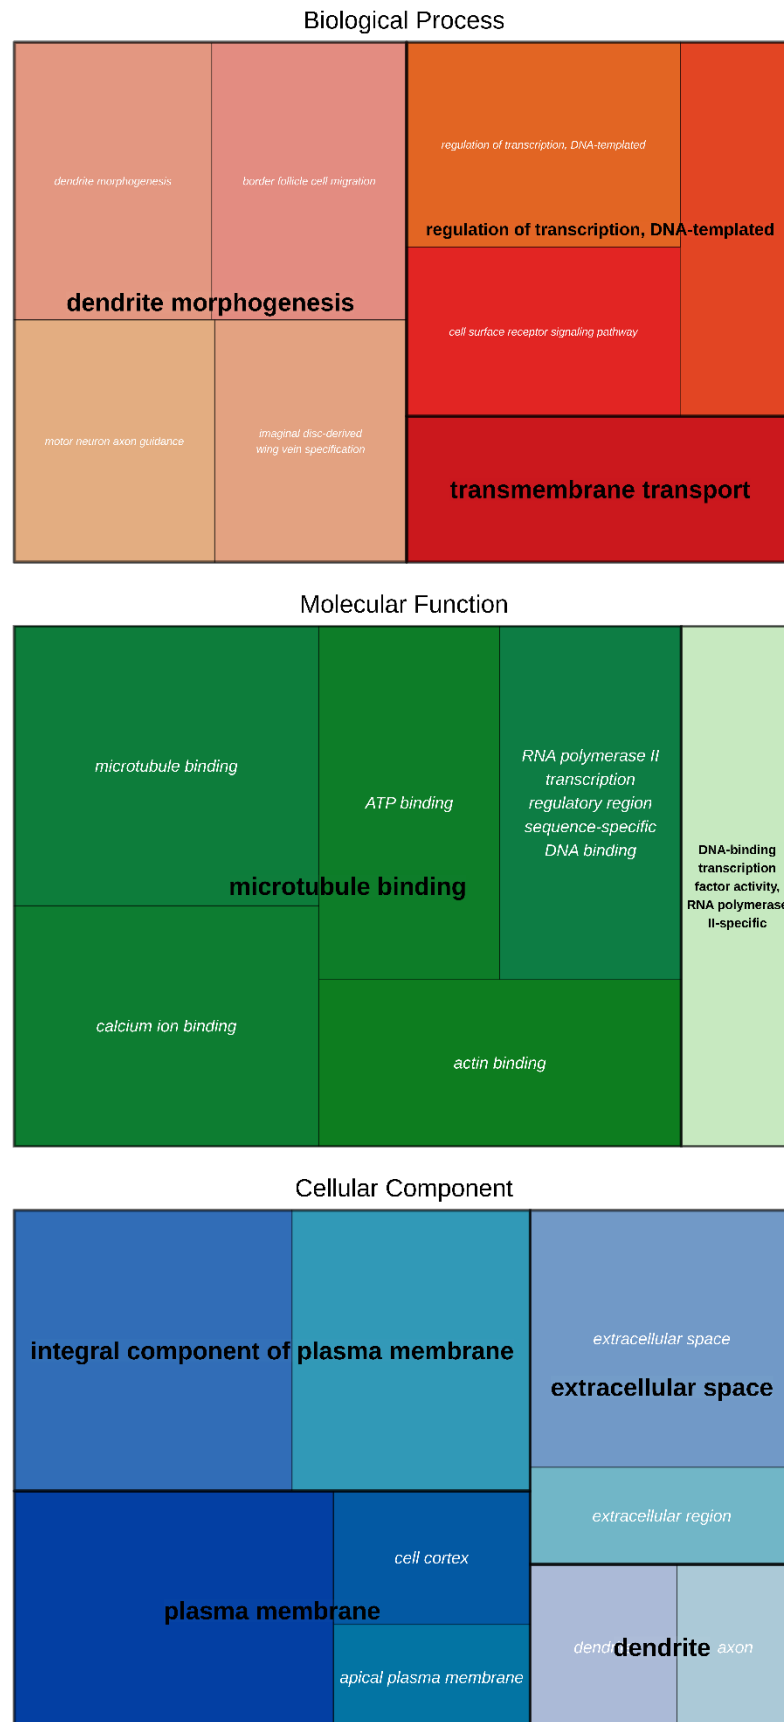 Biological Process
dendrite morphogenesis
border follicle cell migration
dendrite morphogenesis
motor neuron axon guidance
imaginal disc-derived
wing vein specification
regulation of transcription, DNA-templated
regulation of transcription, DNA-templated
cell surface receptor signaling pathway
transmembrane transport
Molecular Function
microtubule binding
ATP binding
RNA polymerase II
transcription
regulatory region
sequence-specific
DNA binding
microtubule binding
calcium ion binding
actin binding
DNA-binding
transcription
factor activity,
RNA polymerase
II-specific
Cellular Component
integral component of plasma membrane
extracellular space
extracellular space
extracellular region
cell cortex
plasma membrane
apical plasma membrane
dendrite
dendrite
axon